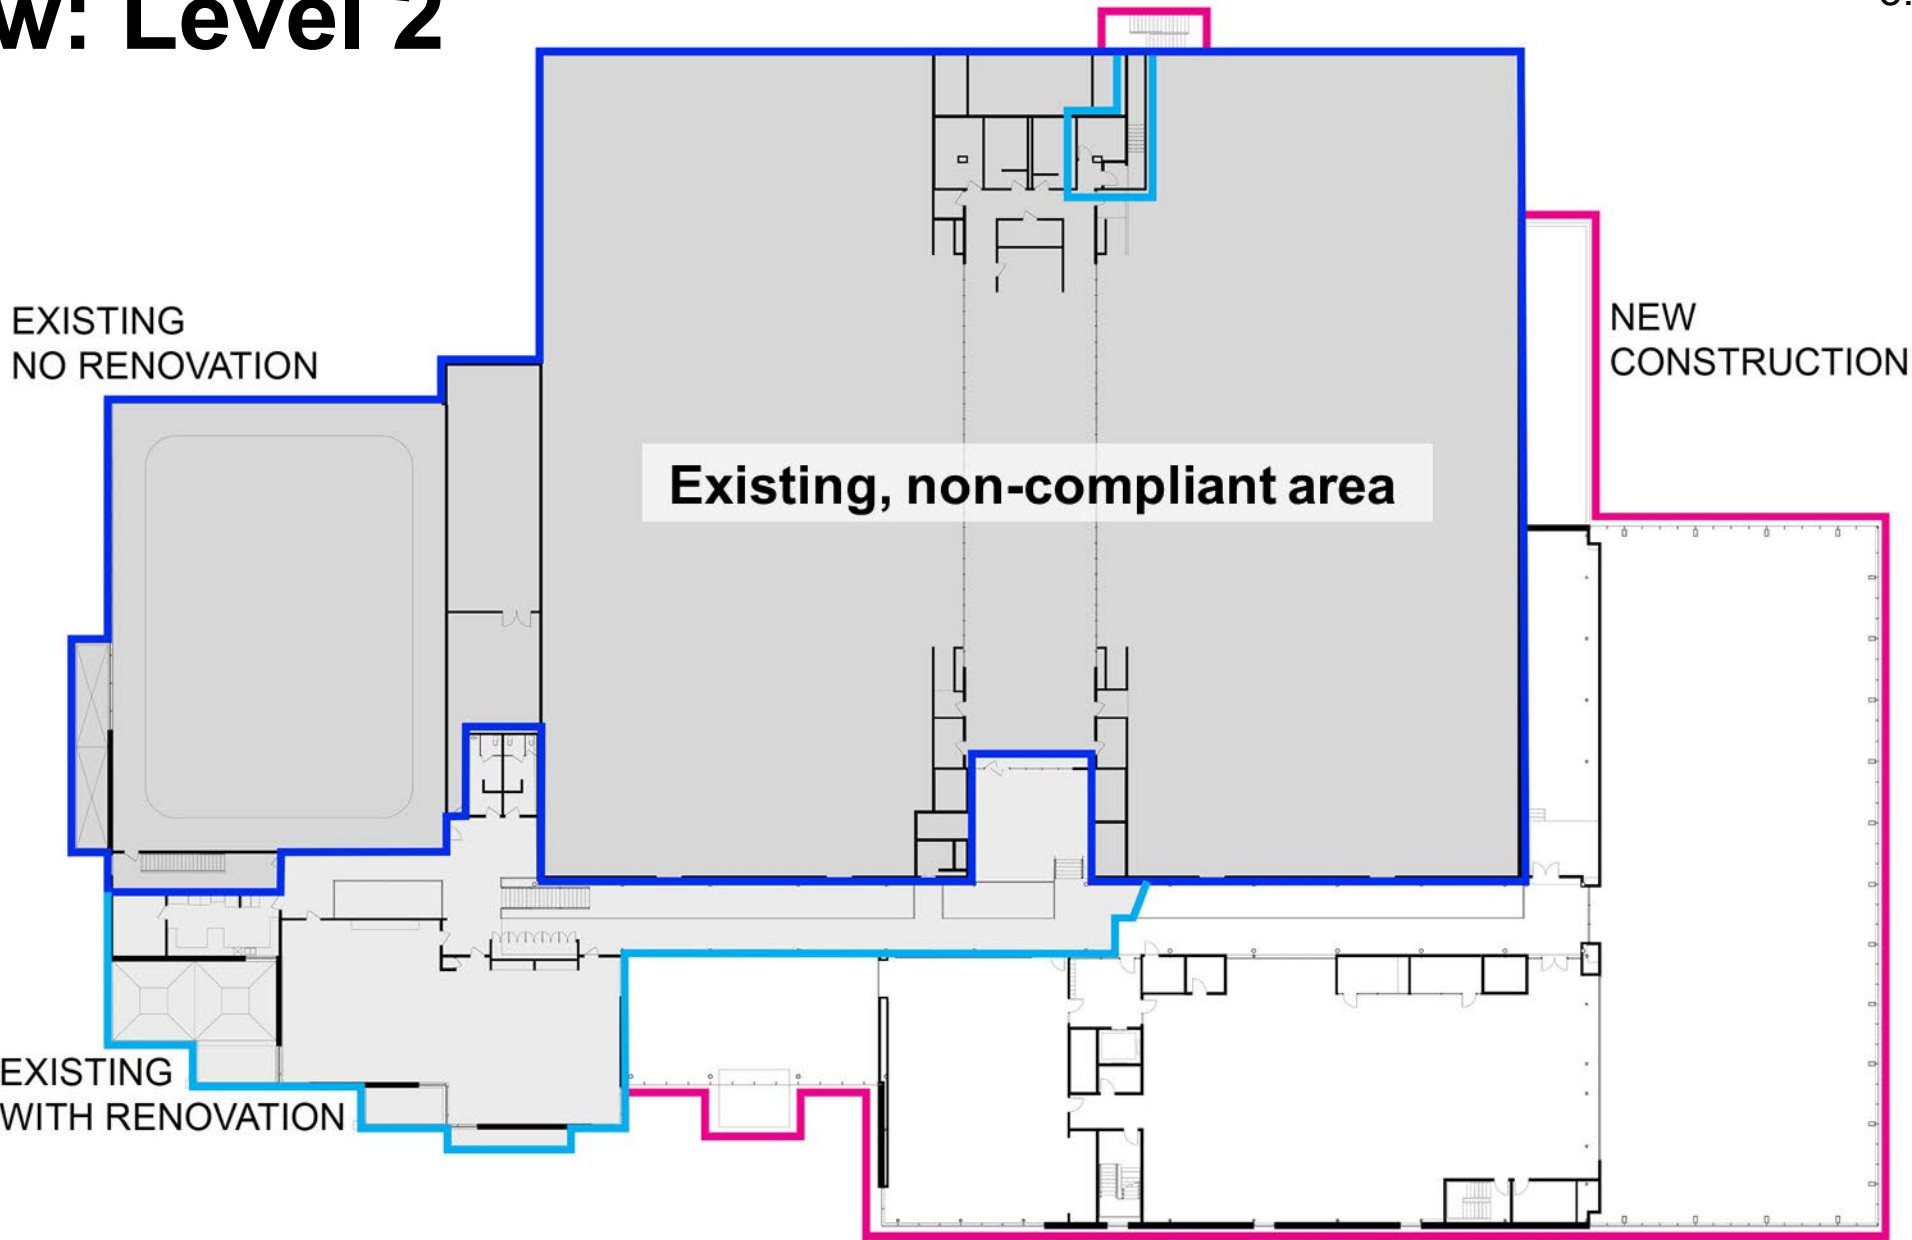 w: Level 2
EXISTING
NO RENOVATION
NEW
CONSTRUCTION
Existing, non-compliant area
EXISTING
WITH RENOVATION